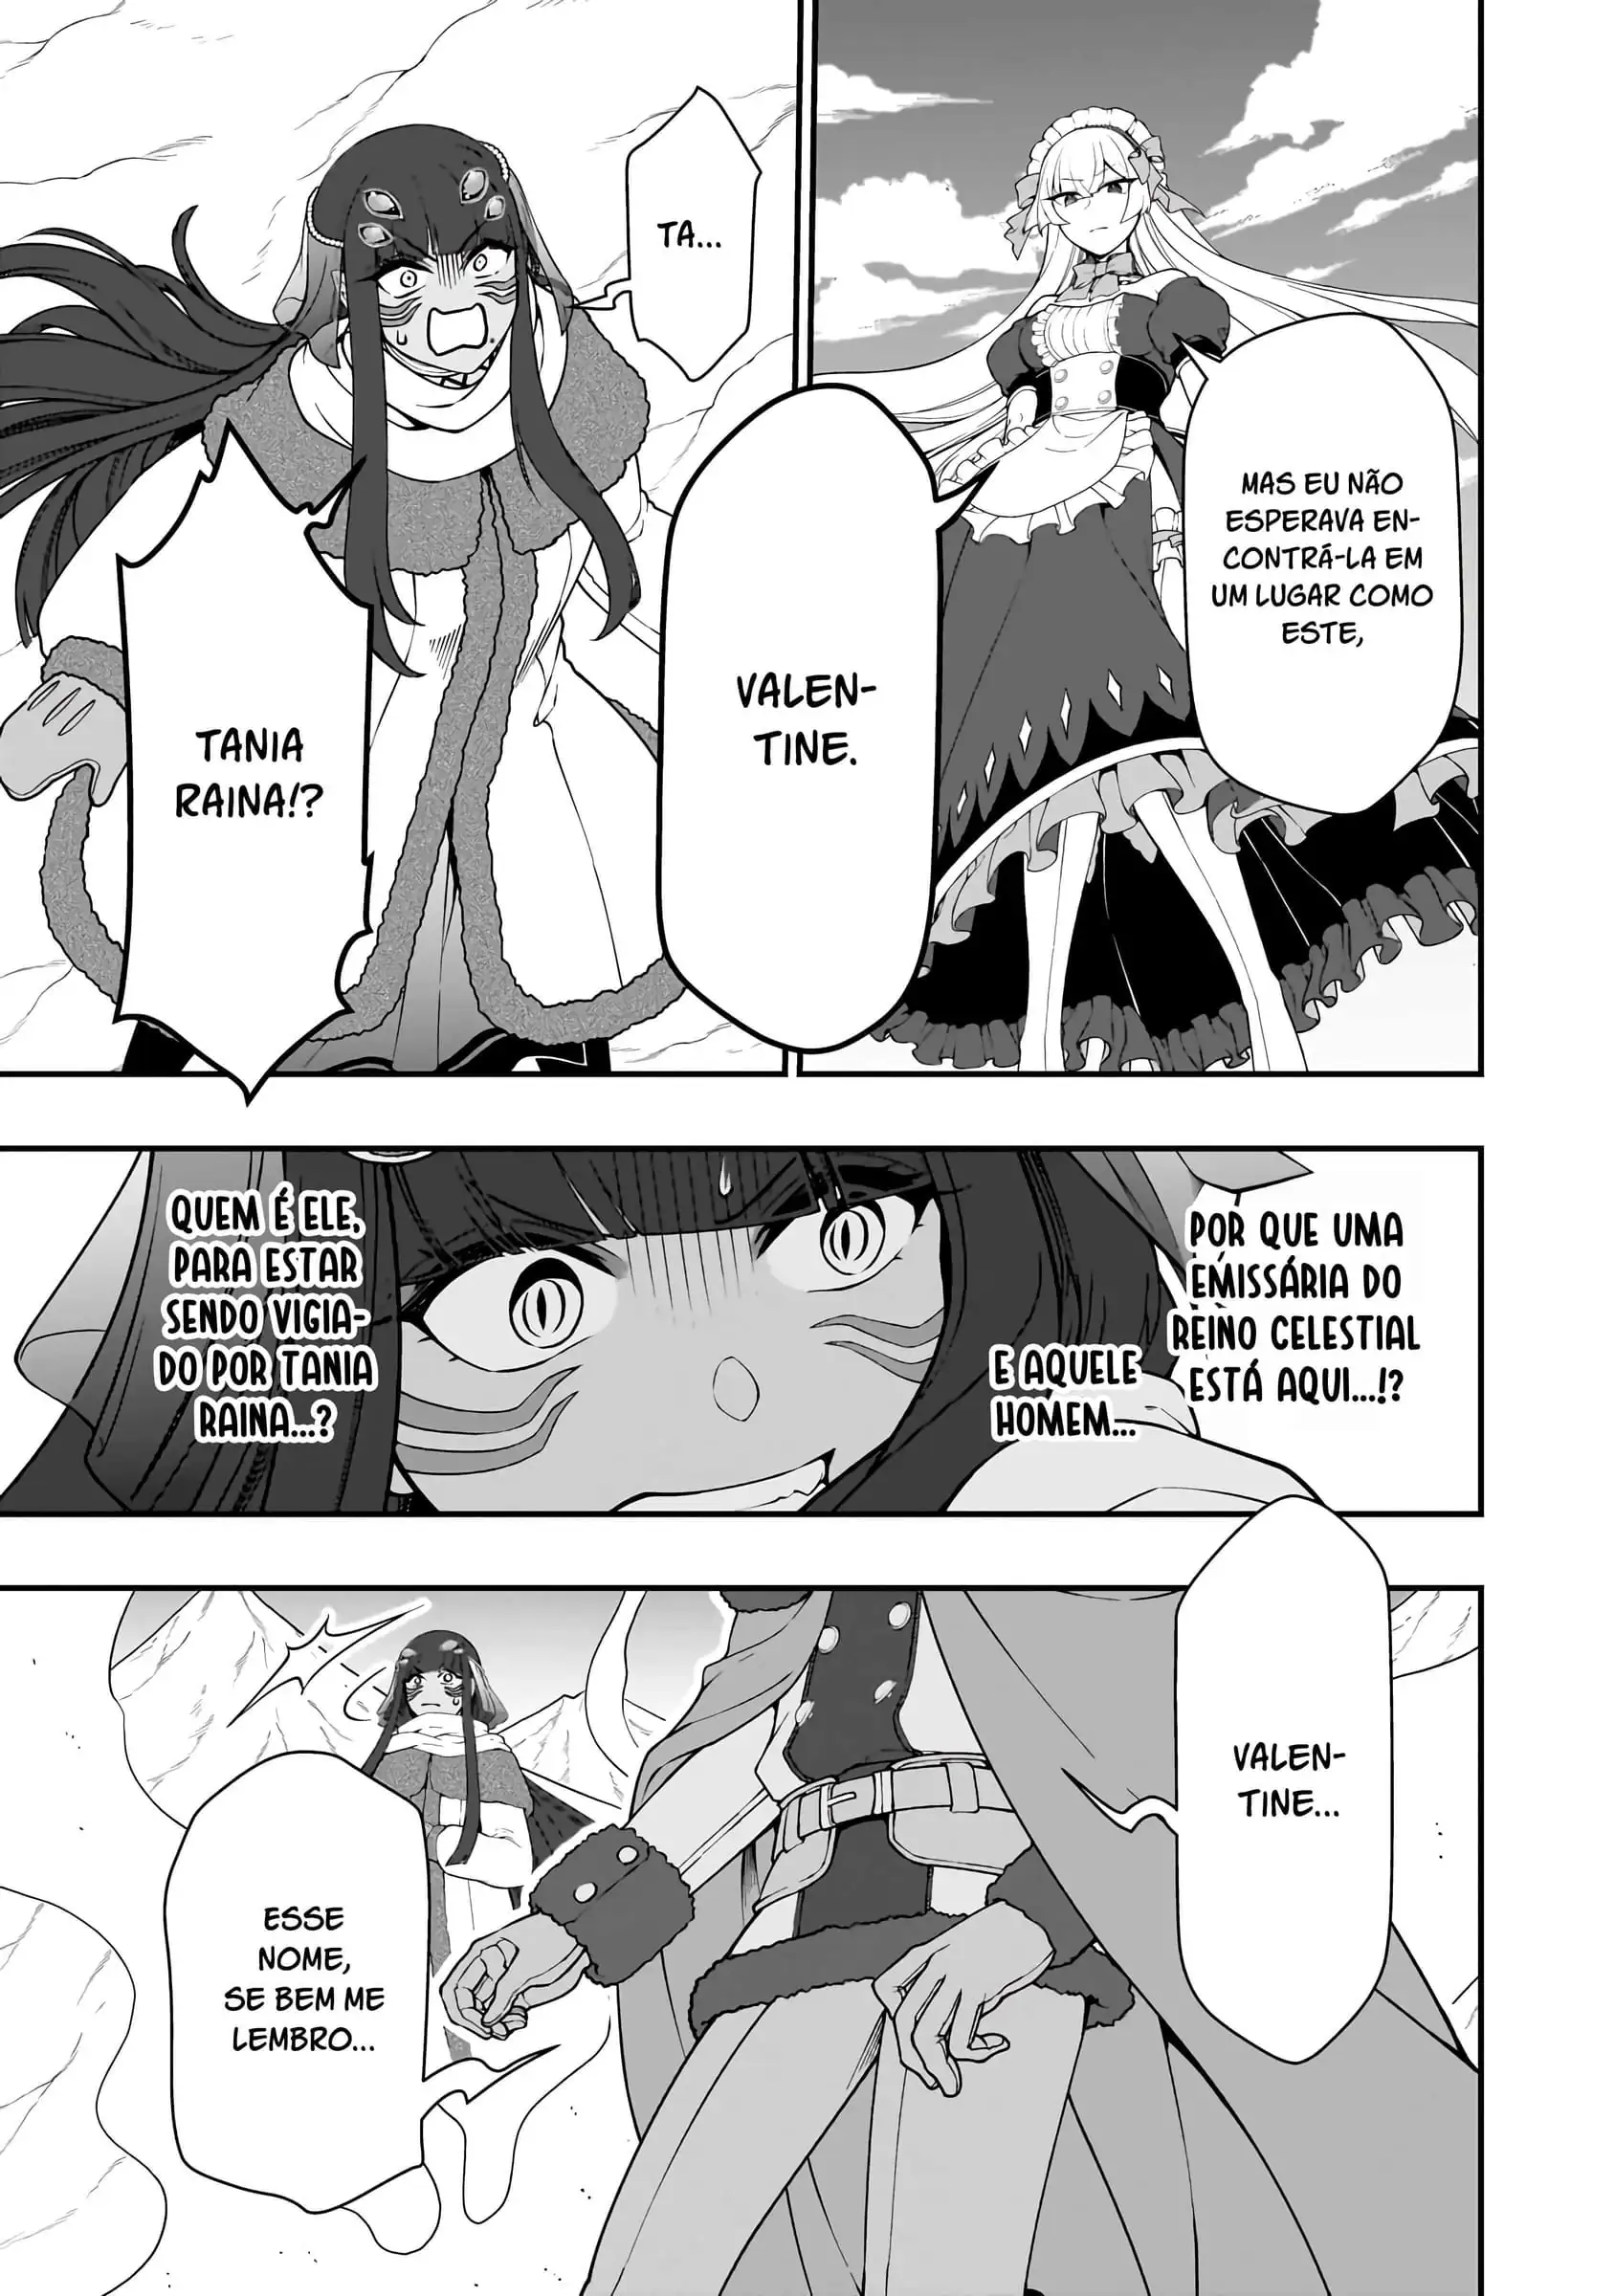 MAS EU NÃO
ESPERAVA EN-
CONTRÁ-LA EM
UM LUGAR COMO
ESTE,
VALEN-
TINE.
TA...
TANIA
RAINA!?
POR QUE UMA
EMISSÁRIA DO
REINO CELESTIAL
ESTÁ AQUI...!?
E AQUELE
HOMEM...
QUEM É ELE,
PARA ESTAR
SENDO VIGIA-
DO POR TANIA
RAINA...?
VALEN-
TINE...
ESSE
NOME,
SE BEM ME
LEMBRO...